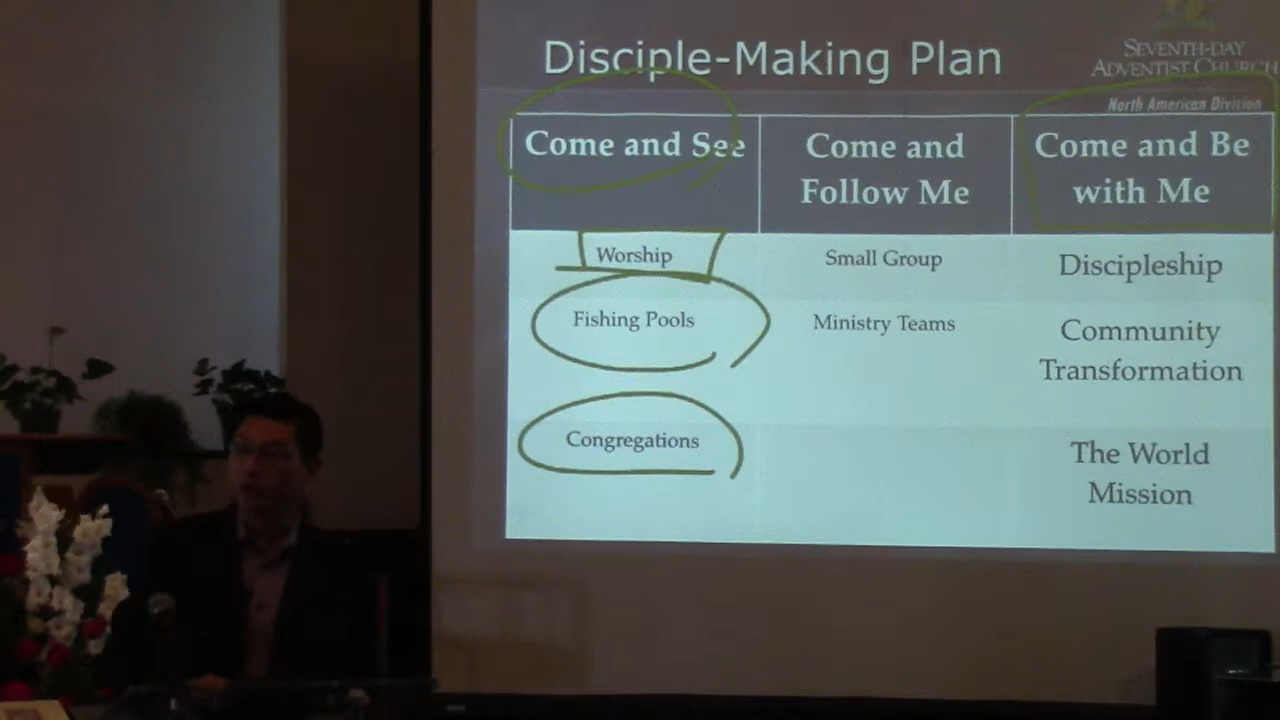 Disciple-Making Plan
SEVENTH-DAY
ADVENTIST CHURCH
North American Division
Come and See
Come and
Follow Me
Come and Be
with Me
Worship
Small Group
Discipleship
Fishing Pools
Ministry Teams
Community
Transformation
Congregations
The World
Mission